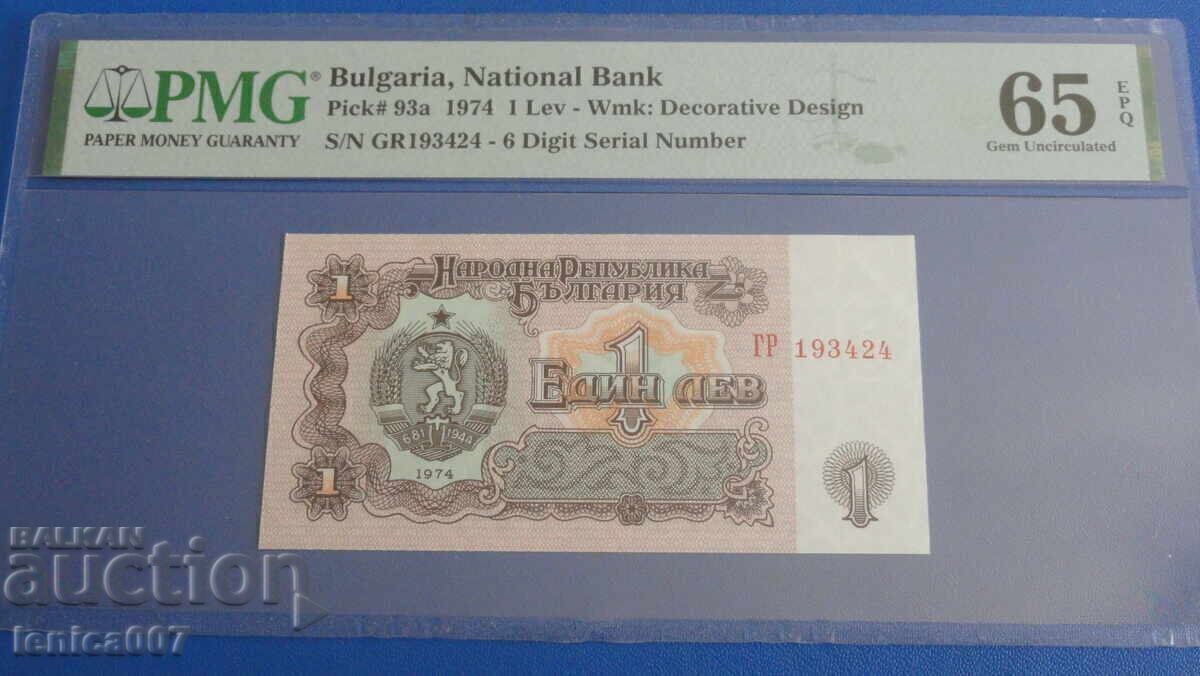 PMG®
PAPER MONEY GUARANTY
Bulgaria, National Bank
Pick# 93a 1974 1 Lev - Wmk: Decorative Design
S/N GR193424 - 6 Digit Serial Number
65 EPQ
Gem Uncirculated
1
НАРОДНА РЕПУБЛИКА
БЪЛГАРИЯ
1
ЕДИН ЛЕВ
ГР 193424
681 1944
1974
1
1
BALKAN
auction
lenica007